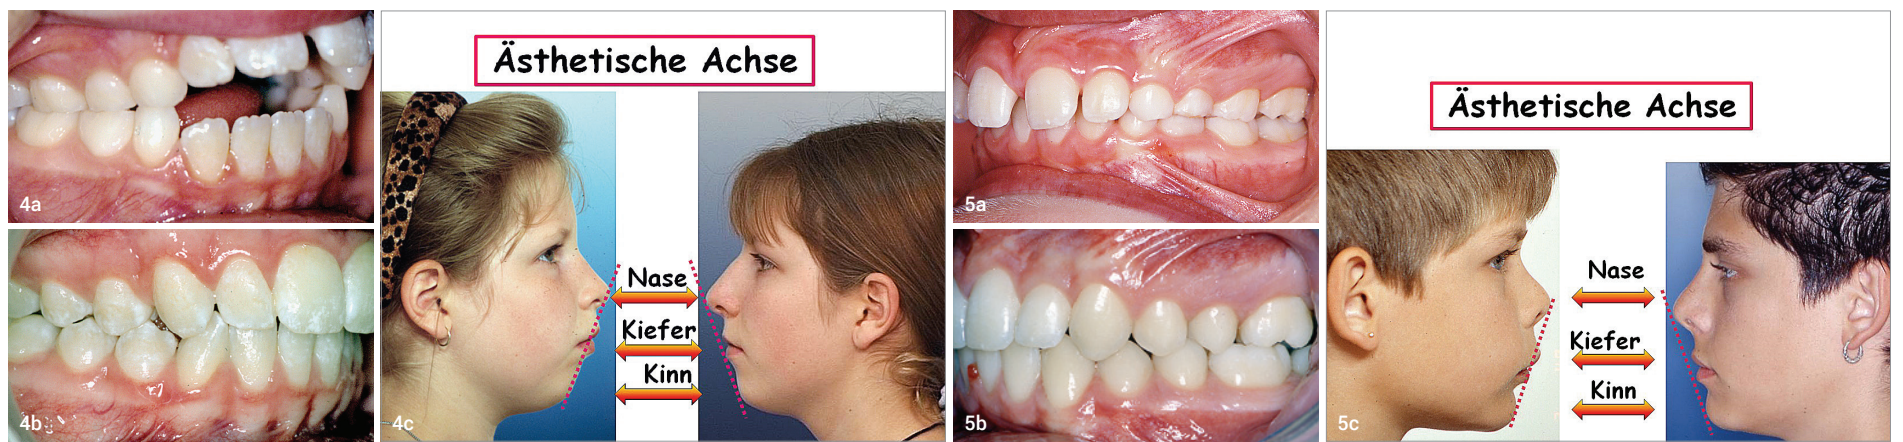 4a
4b
Ästhetische Achse
Nase
Kiefer
Kinn
4c
5a
5b
Ästhetische Achse
Nase
Kiefer
Kinn
5c